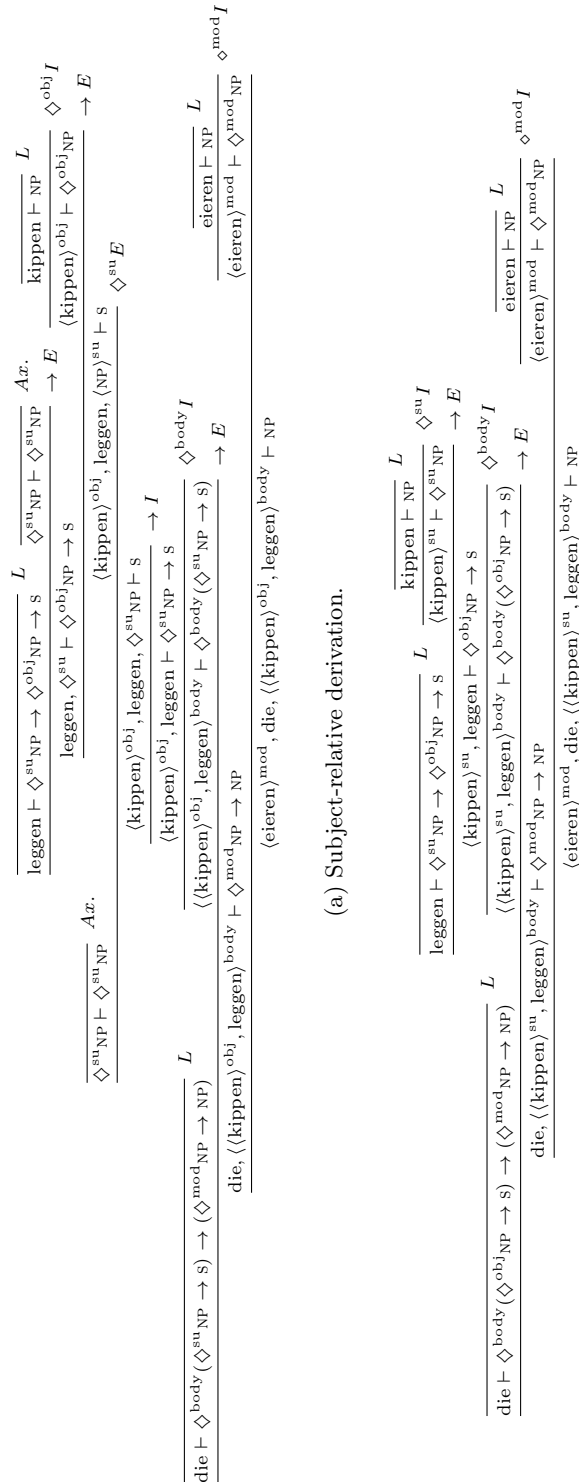 leggen ⊢ ◇^su NP → ◇^obj NP → S L ◇^su NP ⊢ ◇^su NP Ax. kippen ⊢ NP L
leggen, ◇^su ⊢ ◇^obj NP → S → E ⟨kippen⟩^obj ⊢ ◇^obj NP ◇^obj I
◇^su NP ⊢ ◇^su NP Ax. ⟨kippen⟩^obj, leggen, ⟨NP⟩^su ⊢ S → E
⟨kippen⟩^obj, leggen, ◇^su NP ⊢ S ◇^su E
⟨kippen⟩^obj, leggen ⊢ ◇^su NP → S → I
die ⊢ ◇^body(◇^su NP → S) → (◇^mod NP → NP) L ⟨⟨kippen⟩^obj, leggen⟩^body ⊢ ◇^body(◇^su NP → S) ◇^body I eieren ⊢ NP L
die, ⟨⟨kippen⟩^obj, leggen⟩^body ⊢ ◇^mod NP → NP → E ⟨eieren⟩^mod ⊢ ◇^mod NP ⋄^mod I
⟨eieren⟩^mod, die, ⟨⟨kippen⟩^obj, leggen⟩^body ⊢ NP
(a) Subject-relative derivation.
kippen ⊢ NP L
leggen ⊢ ◇^su NP → ◇^obj NP → S L ⟨kippen⟩^su ⊢ ◇^su NP ◇^su I
⟨kippen⟩^su, leggen ⊢ ◇^obj NP → S → E
die ⊢ ◇^body(◇^obj NP → S) → (◇^mod NP → NP) L ⟨⟨kippen⟩^su, leggen⟩^body ⊢ ◇^body(◇^obj NP → S) ◇^body I eieren ⊢ NP L
die, ⟨⟨kippen⟩^su, leggen⟩^body ⊢ ◇^mod NP → NP → E ⟨eieren⟩^mod ⊢ ◇^mod NP ⋄^mod I
⟨eieren⟩^mod, die, ⟨⟨kippen⟩^su, leggen⟩^body ⊢ NP